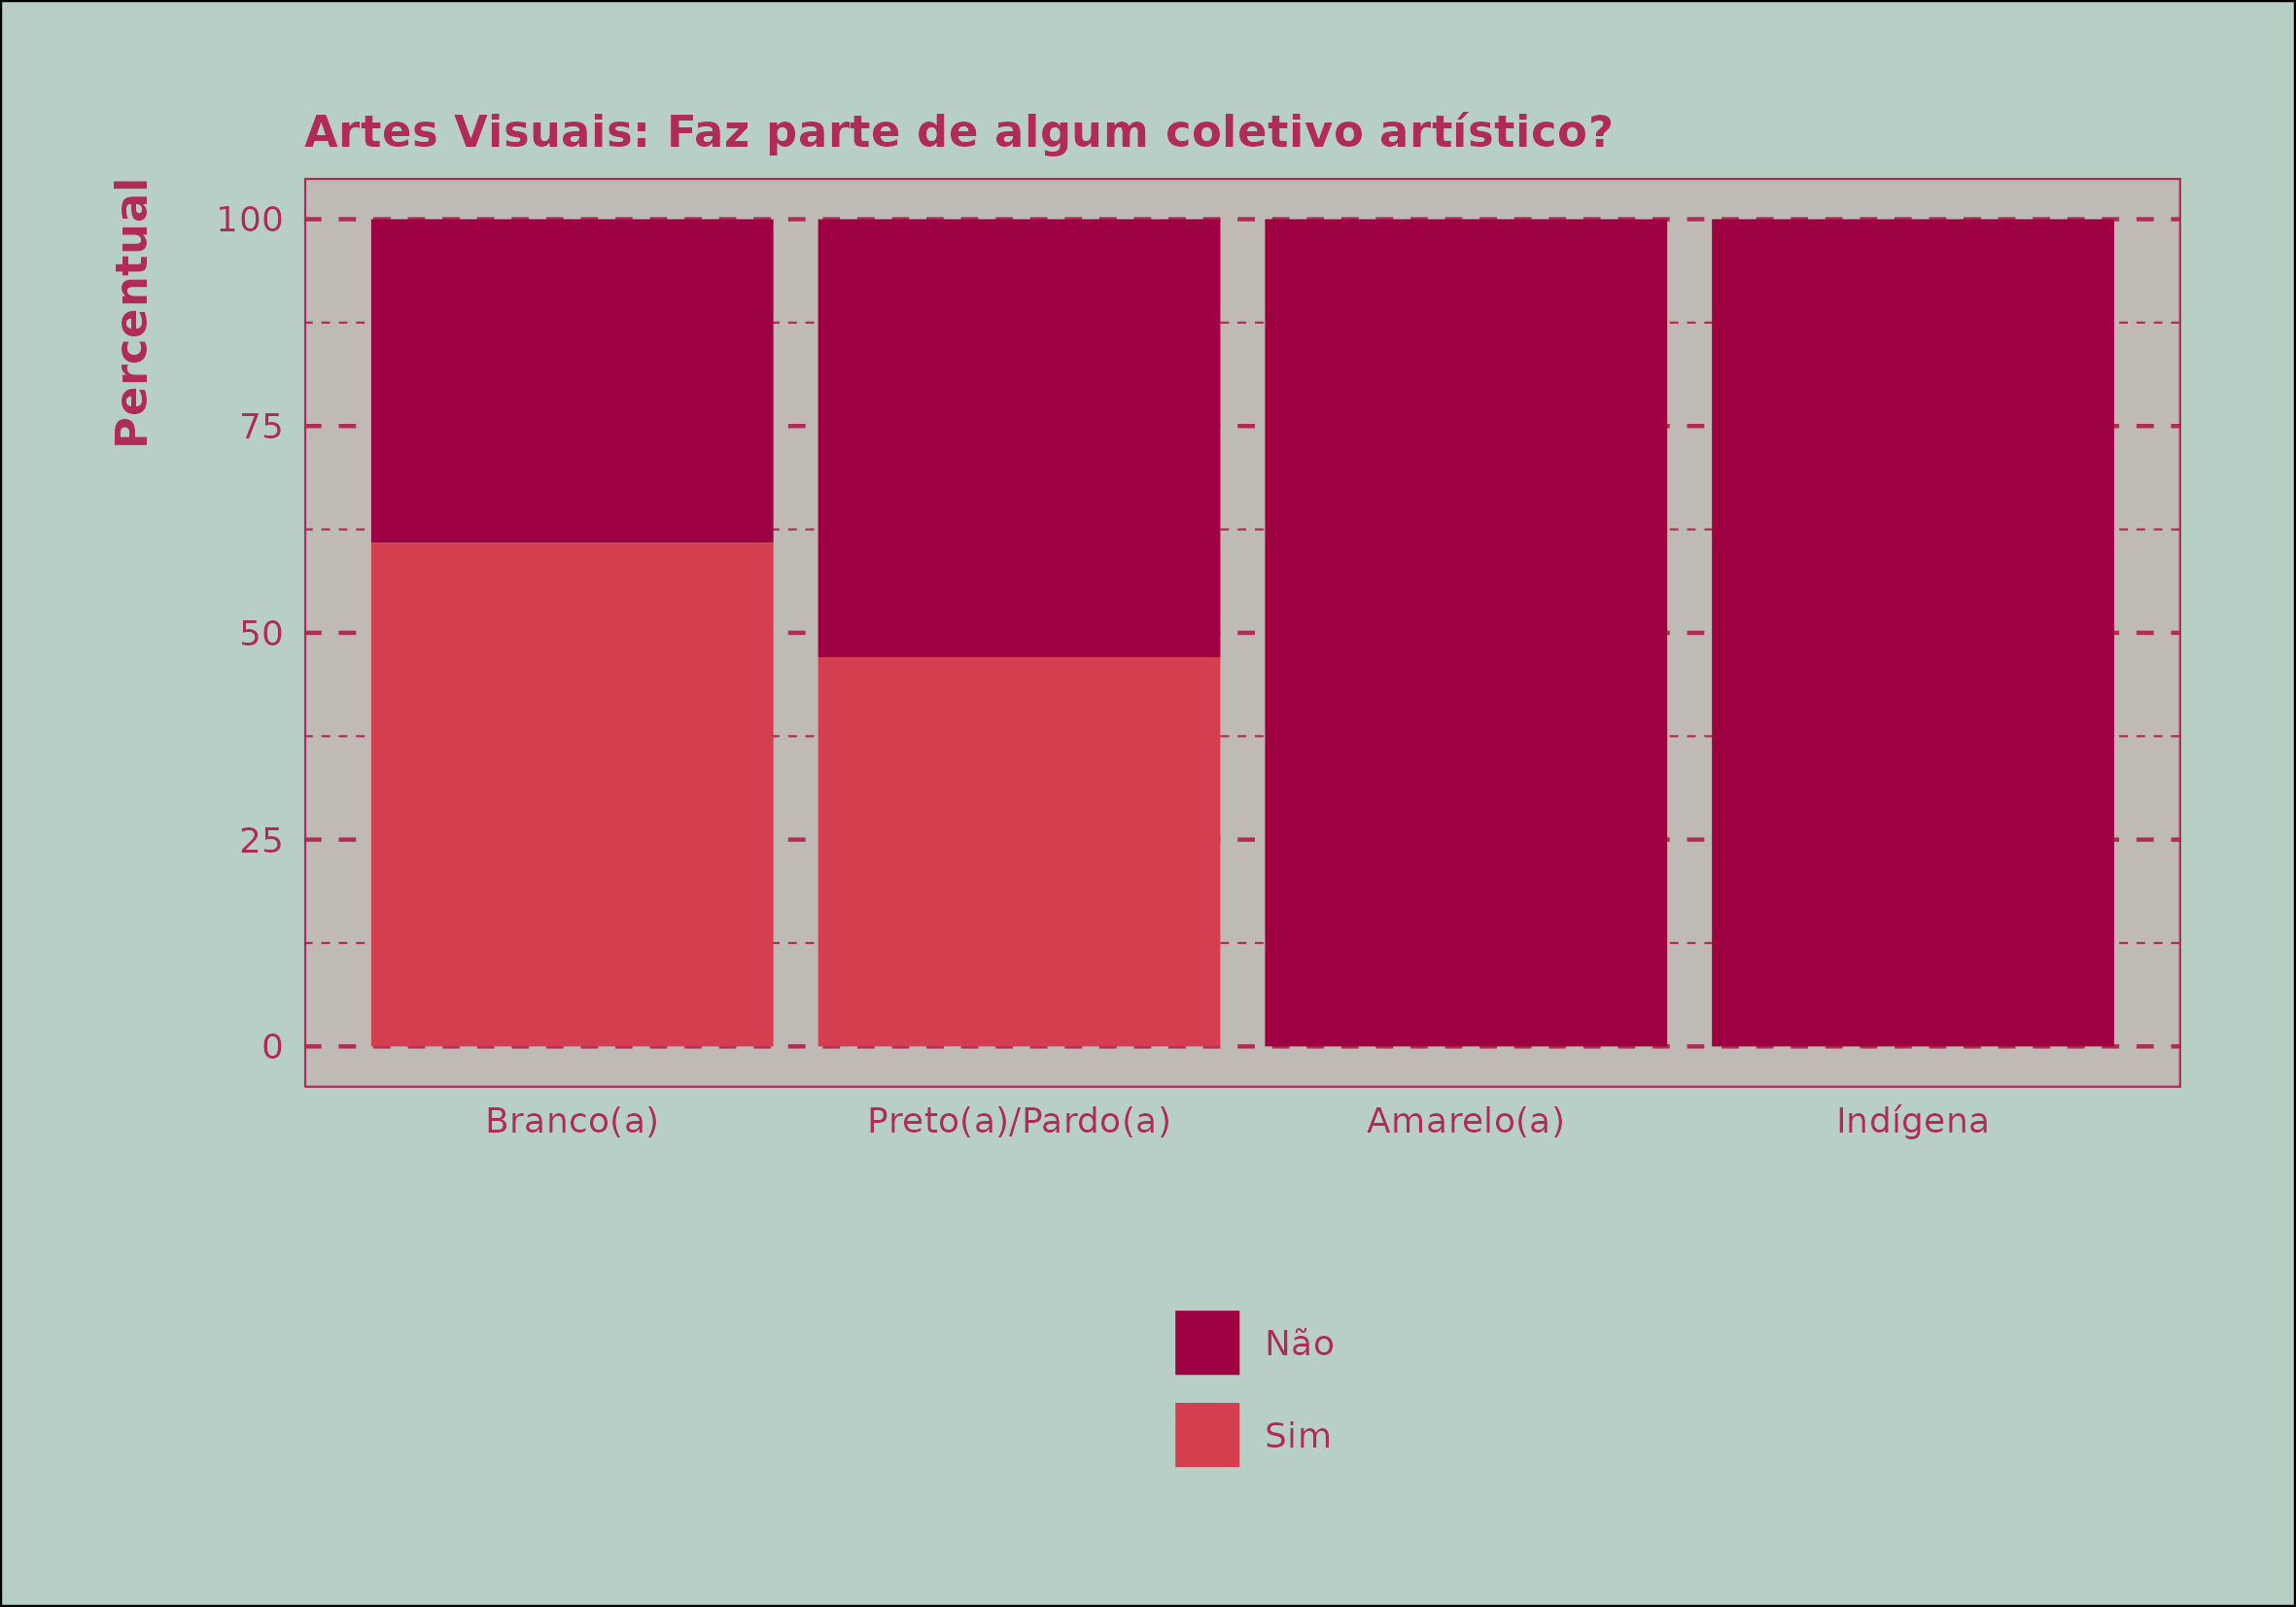 Artes Visuais: Faz parte de algum coletivo artístico?
Percentual
100
75
50
25
0
Branco(a)
Preto(a)/Pardo(a)
Amarelo(a)
Indígena
Não
Sim